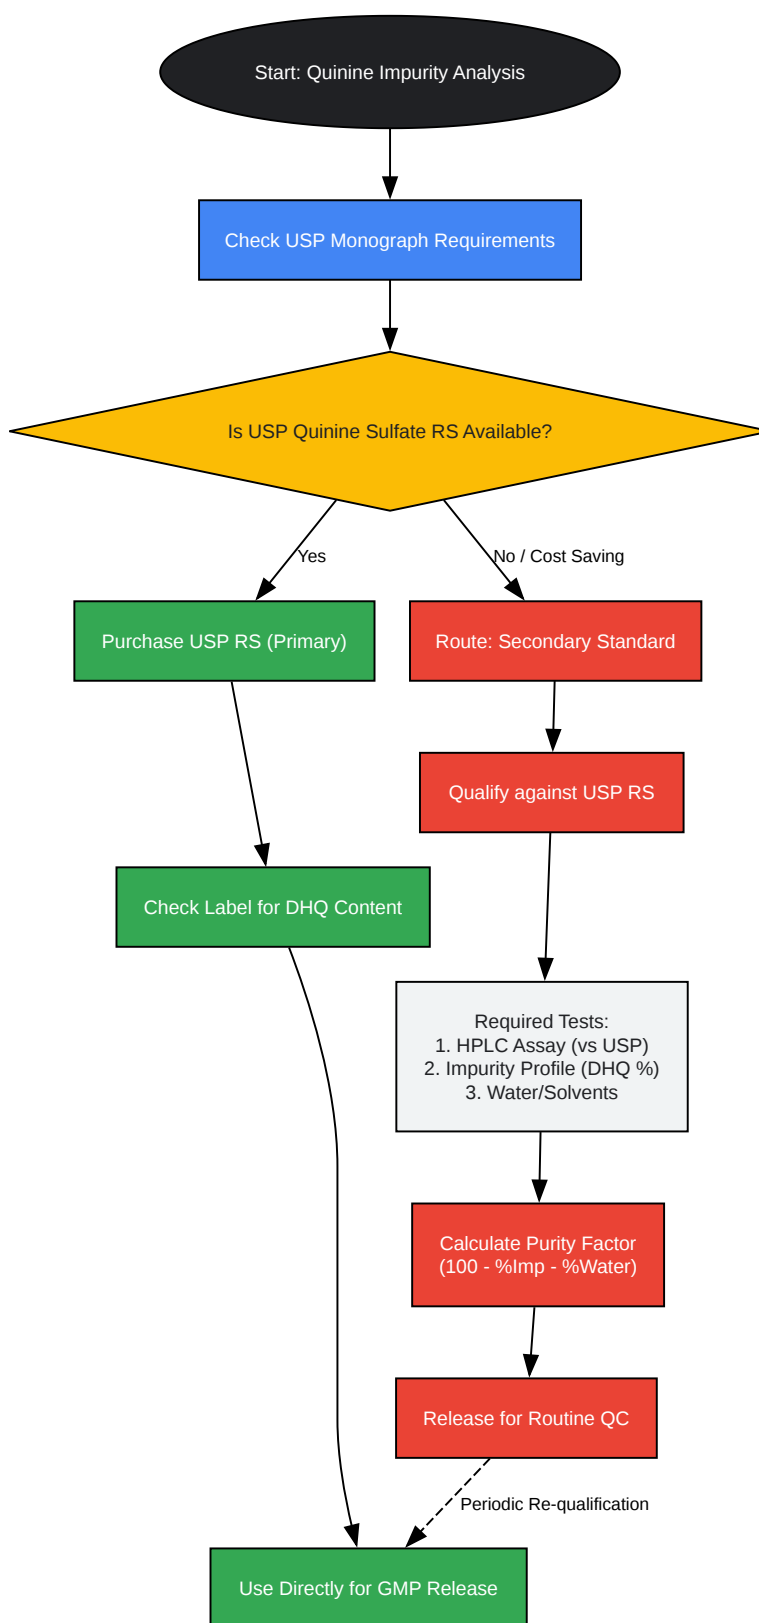 Start: Quinine Impurity Analysis
Check USP Monograph Requirements
Is USP Quinine Sulfate RS Available?
Yes
No / Cost Saving
Purchase USP RS (Primary)
Route: Secondary Standard
Qualify against USP RS
Check Label for DHQ Content
Required Tests:
1. HPLC Assay (vs USP)
2. Impurity Profile (DHQ %)
3. Water/Solvents
Calculate Purity Factor
(100 - %Imp - %Water)
Release for Routine QC
Periodic Re-qualification
Use Directly for GMP Release